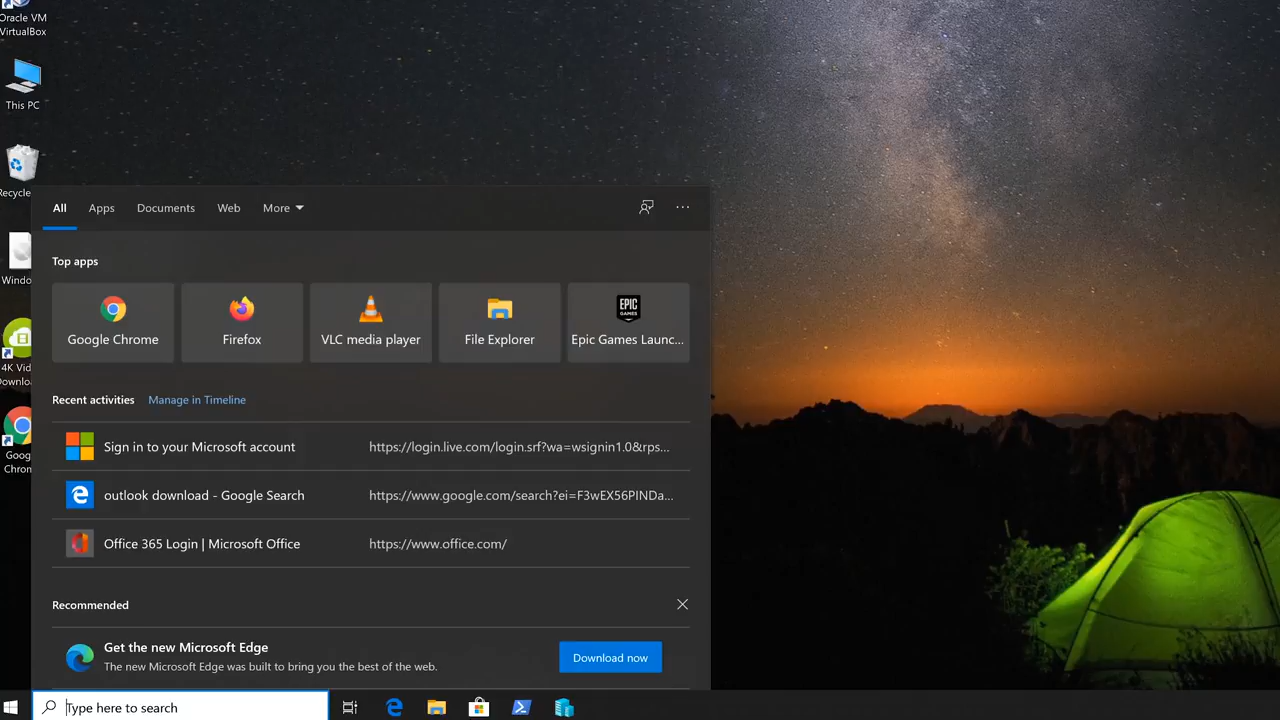 Oracle VM
VirtualBox
This PC
Recycle
Windo
4K Vid
Downlo
Google
Chrom
All
Apps
Documents
Web
More
Top apps
Google Chrome
Firefox
VLC media player
File Explorer
EPIC
GAMES
Epic Games Launc...
Recent activities
Manage in Timeline
Sign in to your Microsoft account
https://login.live.com/login.srf?wa=wsignin1.0&rps...
outlook download - Google Search
https://www.google.com/search?ei=F3wEX56PINDa...
Office 365 Login | Microsoft Office
https://www.office.com/
Recommended
Get the new Microsoft Edge
The new Microsoft Edge was built to bring you the best of the web.
Download now
Type here to search